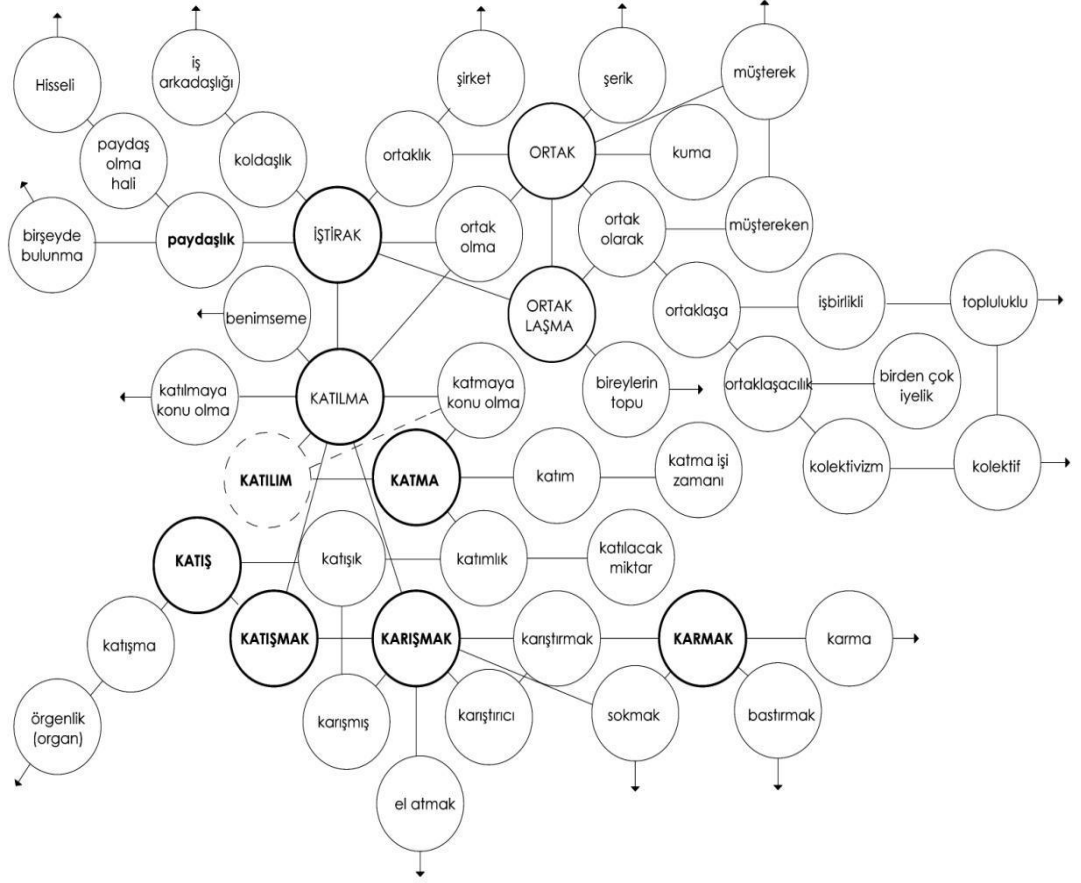 Hisseli
iş
arkadaşlığı
şirket
şerik
müşterek
paydaş
olma
hali
koldaşlık
ortaklık
ORTAK
kuma
birşeyde
bulunma
paydaşlık
İŞTİRAK
ortak
olma
ortak
olarak
müştereken
benimseme
ORTAK
LAŞMA
ortaklaşa
işbirlikli
topluluklu
katılmaya
konu olma
KATILMA
katmaya
konu olma
bireylerin
topu
ortaklaşacılık
birden çok
iyelik
KATILIM
KATMA
katım
katma işi
zamanı
kolektivizm
kolektif
KATIŞ
katışık
katımlık
katılacak
miktar
katışma
KATIŞMAK
KARIŞMAK
karıştırmak
KARMAK
karma
örgenlik
(organ)
karışmış
karıştırıcı
sokmak
bastırmak
el atmak